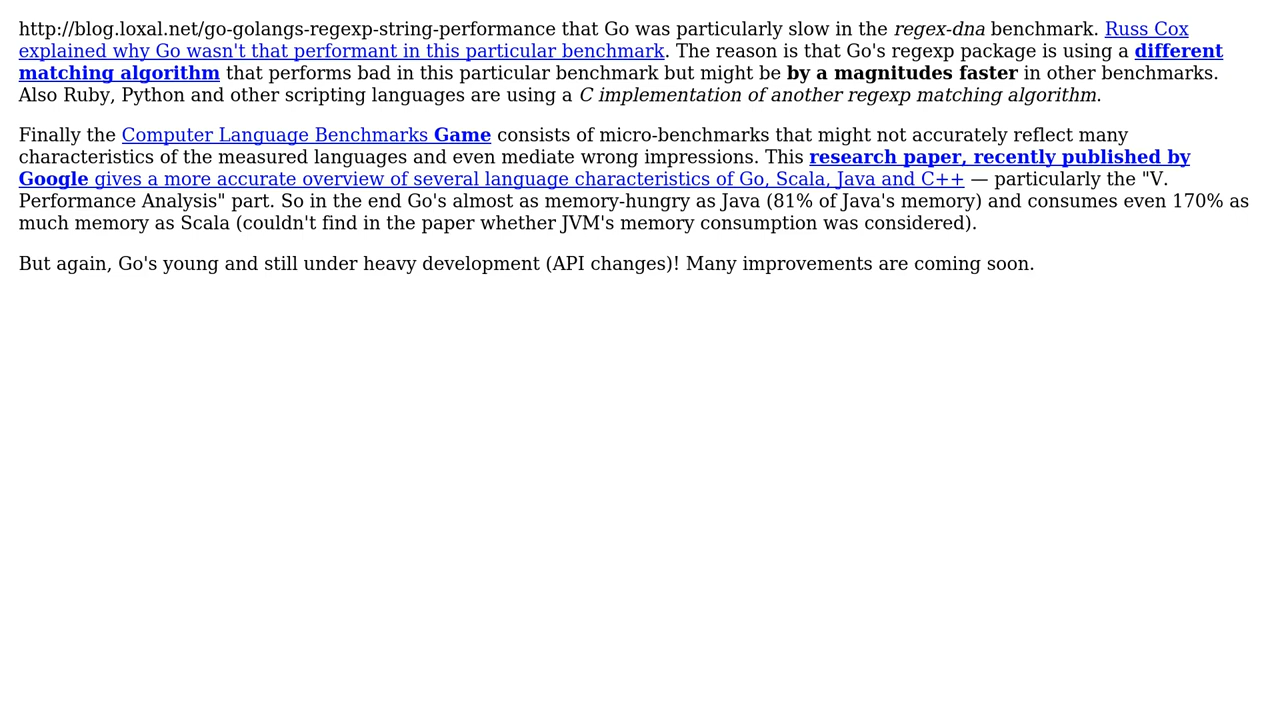 http://blog.loxal.net/go-golangs-regexp-string-performance that Go was particularly slow in the regex-dna benchmark. Russ Cox
explained why Go wasn't that performant in this particular benchmark. The reason is that Go's regexp package is using a different
matching algorithm that performs bad in this particular benchmark but might be by a magnitudes faster in other benchmarks.
Also Ruby, Python and other scripting languages are using a C implementation of another regexp matching algorithm.
Finally the Computer Language Benchmarks Game consists of micro-benchmarks that might not accurately reflect many
characteristics of the measured languages and even mediate wrong impressions. This research paper, recently published by
Google gives a more accurate overview of several language characteristics of Go, Scala, Java and C++ — particularly the "V.
Performance Analysis" part. So in the end Go's almost as memory-hungry as Java (81% of Java's memory) and consumes even 170% as
much memory as Scala (couldn't find in the paper whether JVM's memory consumption was considered).
But again, Go's young and still under heavy development (API changes)! Many improvements are coming soon.